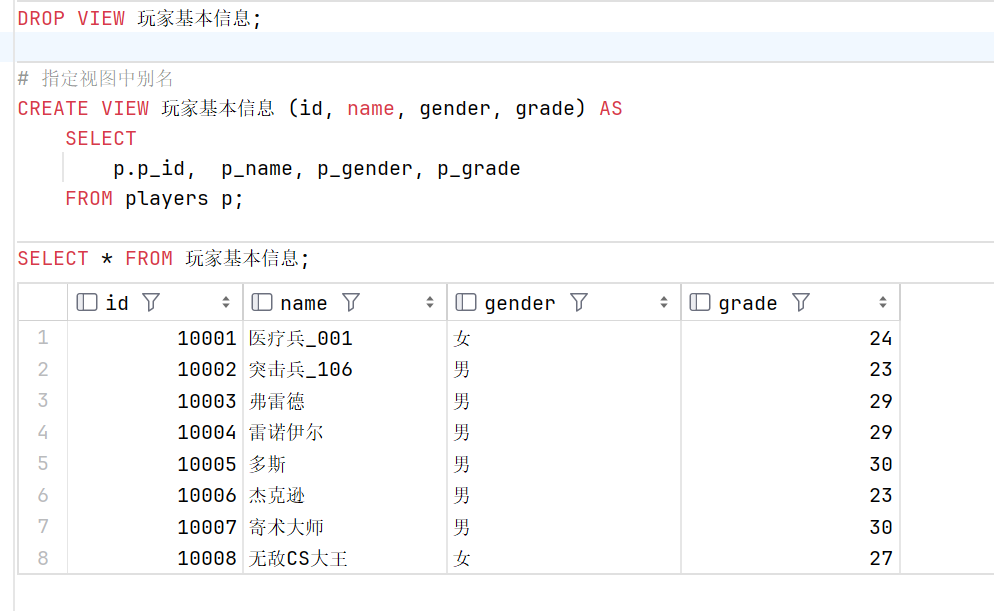 DROP VIEW 玩家基本信息;
# 指定视图中别名
CREATE VIEW 玩家基本信息 (id, name, gender, grade) AS
SELECT
p.p_id, p_name, p_gender, p_grade
FROM players p;
SELECT * FROM 玩家基本信息;
id name gender grade
1 10001 医疗兵_001 女 24
2 10002 突击兵_106 男 23
3 10003 弗雷德 男 29
4 10004 雷诺伊尔 男 29
5 10005 多斯 男 30
6 10006 杰克逊 男 23
7 10007 寄术大师 男 30
8 10008 无敌CS大王 女 27